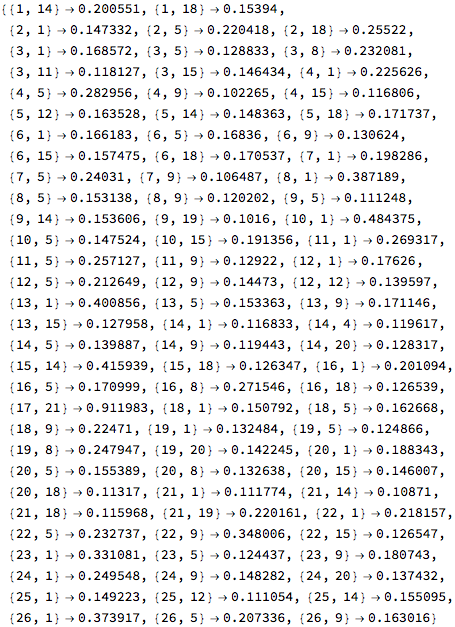 {{1, 14} → 0.200551, {1, 18} → 0.15394,
{2, 1} → 0.147332, {2, 5} → 0.220418, {2, 18} → 0.25522,
{3, 1} → 0.168572, {3, 5} → 0.128833, {3, 8} → 0.232081,
{3, 11} → 0.118127, {3, 15} → 0.146434, {4, 1} → 0.225626,
{4, 5} → 0.282956, {4, 9} → 0.102265, {4, 15} → 0.116806,
{5, 12} → 0.163528, {5, 14} → 0.148363, {5, 18} → 0.171737,
{6, 1} → 0.166183, {6, 5} → 0.16836, {6, 9} → 0.130624,
{6, 15} → 0.157475, {6, 18} → 0.170537, {7, 1} → 0.198286,
{7, 5} → 0.24031, {7, 9} → 0.106487, {8, 1} → 0.387189,
{8, 5} → 0.153138, {8, 9} → 0.120202, {9, 5} → 0.111248,
{9, 14} → 0.153606, {9, 19} → 0.1016, {10, 1} → 0.484375,
{10, 5} → 0.147524, {10, 15} → 0.191356, {11, 1} → 0.269317,
{11, 5} → 0.257127, {11, 9} → 0.12922, {12, 1} → 0.17626,
{12, 5} → 0.212649, {12, 9} → 0.14473, {12, 12} → 0.139597,
{13, 1} → 0.400856, {13, 5} → 0.153363, {13, 9} → 0.171146,
{13, 15} → 0.127958, {14, 1} → 0.116833, {14, 4} → 0.119617,
{14, 5} → 0.139887, {14, 9} → 0.119443, {14, 20} → 0.128317,
{15, 14} → 0.415939, {15, 18} → 0.126347, {16, 1} → 0.201094,
{16, 5} → 0.170999, {16, 8} → 0.271546, {16, 18} → 0.126539,
{17, 21} → 0.911983, {18, 1} → 0.150792, {18, 5} → 0.162668,
{18, 9} → 0.22471, {19, 1} → 0.132484, {19, 5} → 0.124866,
{19, 8} → 0.247947, {19, 20} → 0.142245, {20, 1} → 0.188343,
{20, 5} → 0.155389, {20, 8} → 0.132638, {20, 15} → 0.146007,
{20, 18} → 0.11317, {21, 1} → 0.111774, {21, 14} → 0.10871,
{21, 18} → 0.115968, {21, 19} → 0.220161, {22, 1} → 0.218157,
{22, 5} → 0.232737, {22, 9} → 0.348006, {22, 15} → 0.126547,
{23, 1} → 0.331081, {23, 5} → 0.124437, {23, 9} → 0.180743,
{24, 1} → 0.249548, {24, 9} → 0.148282, {24, 20} → 0.137432,
{25, 1} → 0.149223, {25, 12} → 0.111054, {25, 14} → 0.155095,
{26, 1} → 0.373917, {26, 5} → 0.207336, {26, 9} → 0.163016}